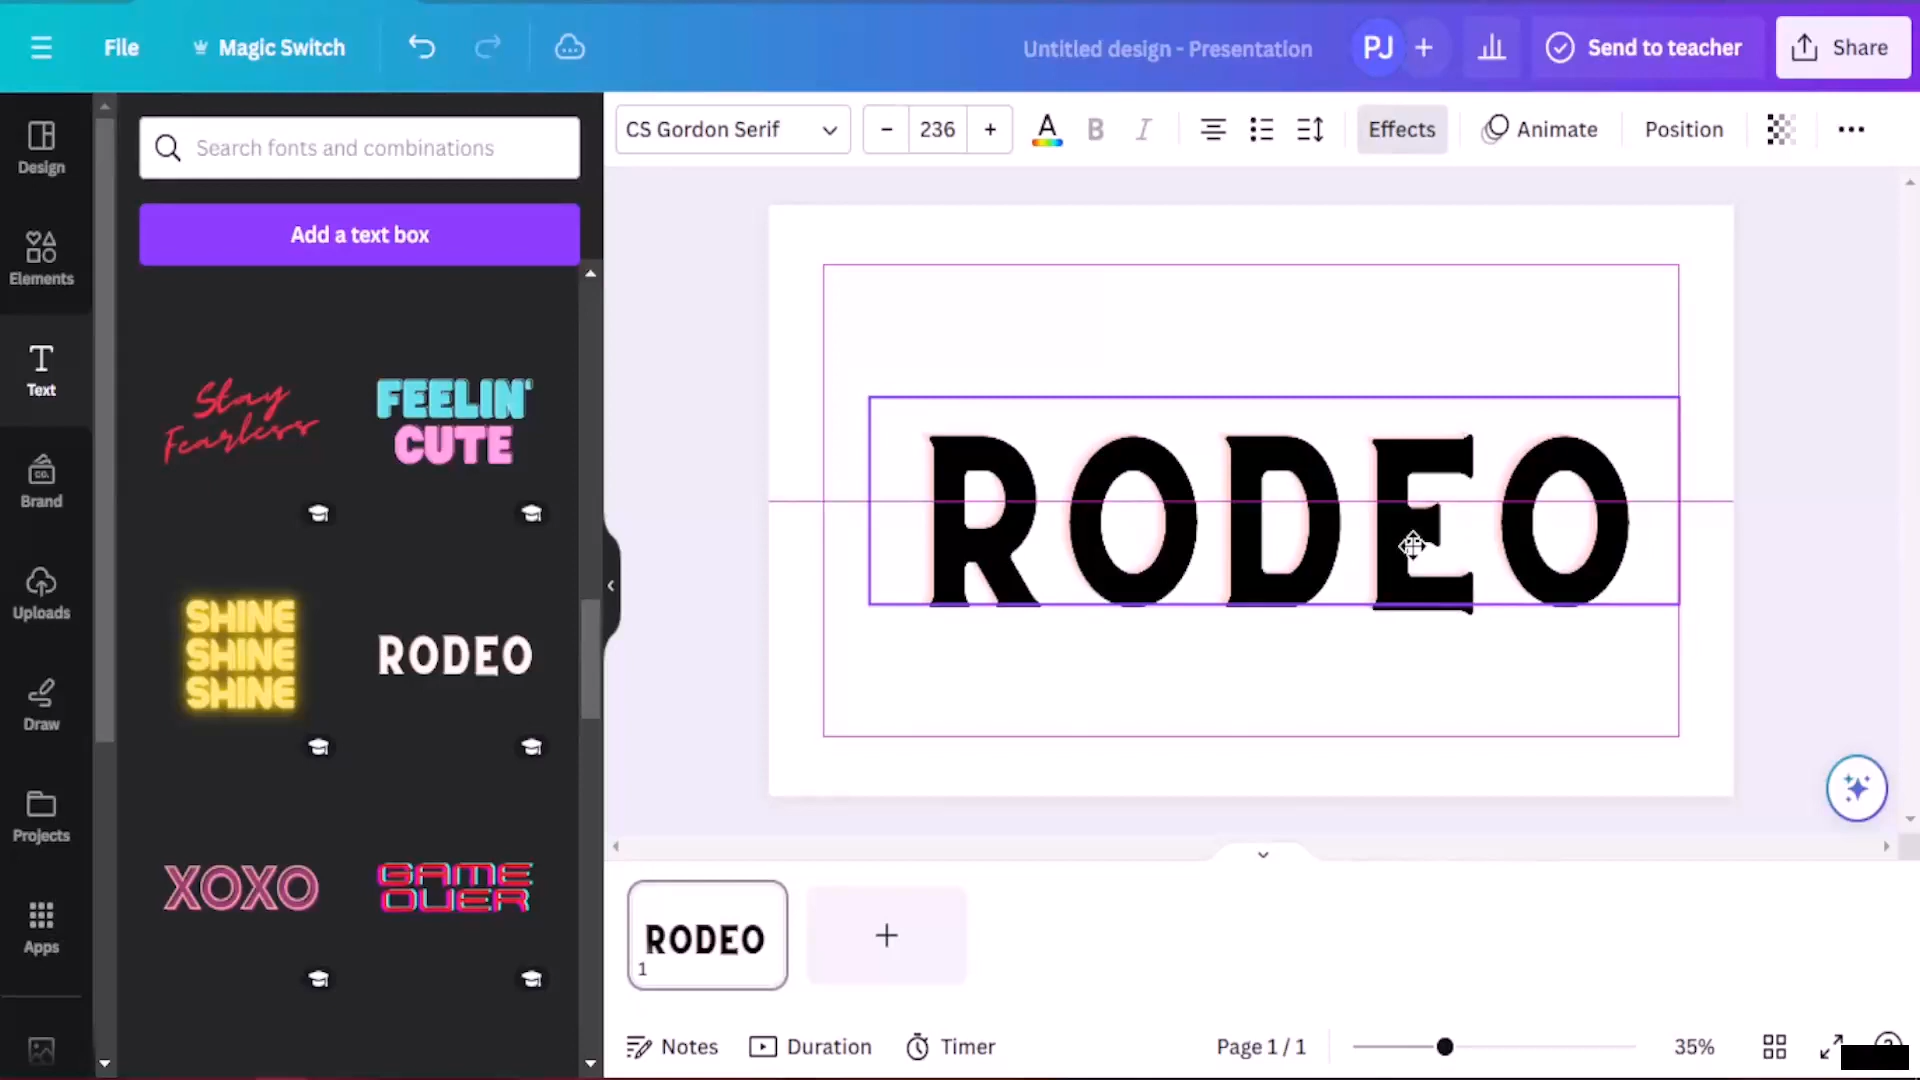 File Magic Switch Untitled design - Presentation PJ + Send to teacher Share
CS Gordon Serif - 236 + A B I Effects Animate Position ...
Design
Elements
Text
Brand
CO.
Uploads
Draw
Projects
Apps
Search fonts and combinations
Add a text box
Stay
Fearless
FEELIN'
CUTE
SHINE
SHINE
SHINE
RODEO
XOXO
GAME
OVER
RODEO
RODEO
1
+
Notes Duration Timer Page 1 / 1 35%